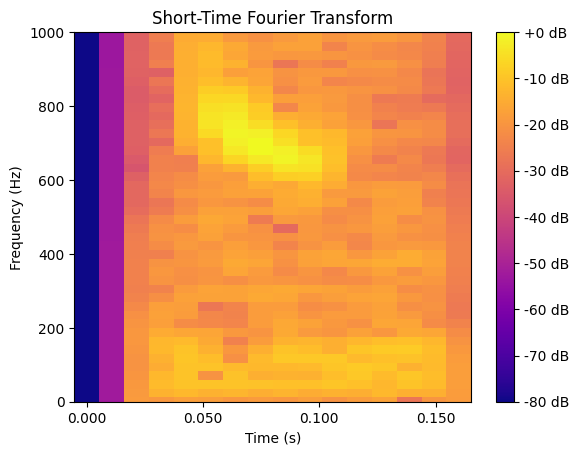 Short-Time Fourier Transform
Frequency (Hz)
1000
800
600
400
200
0
0.000
0.050
0.100
0.150
Time (s)
+0 dB
-10 dB
-20 dB
-30 dB
-40 dB
-50 dB
-60 dB
-70 dB
-80 dB